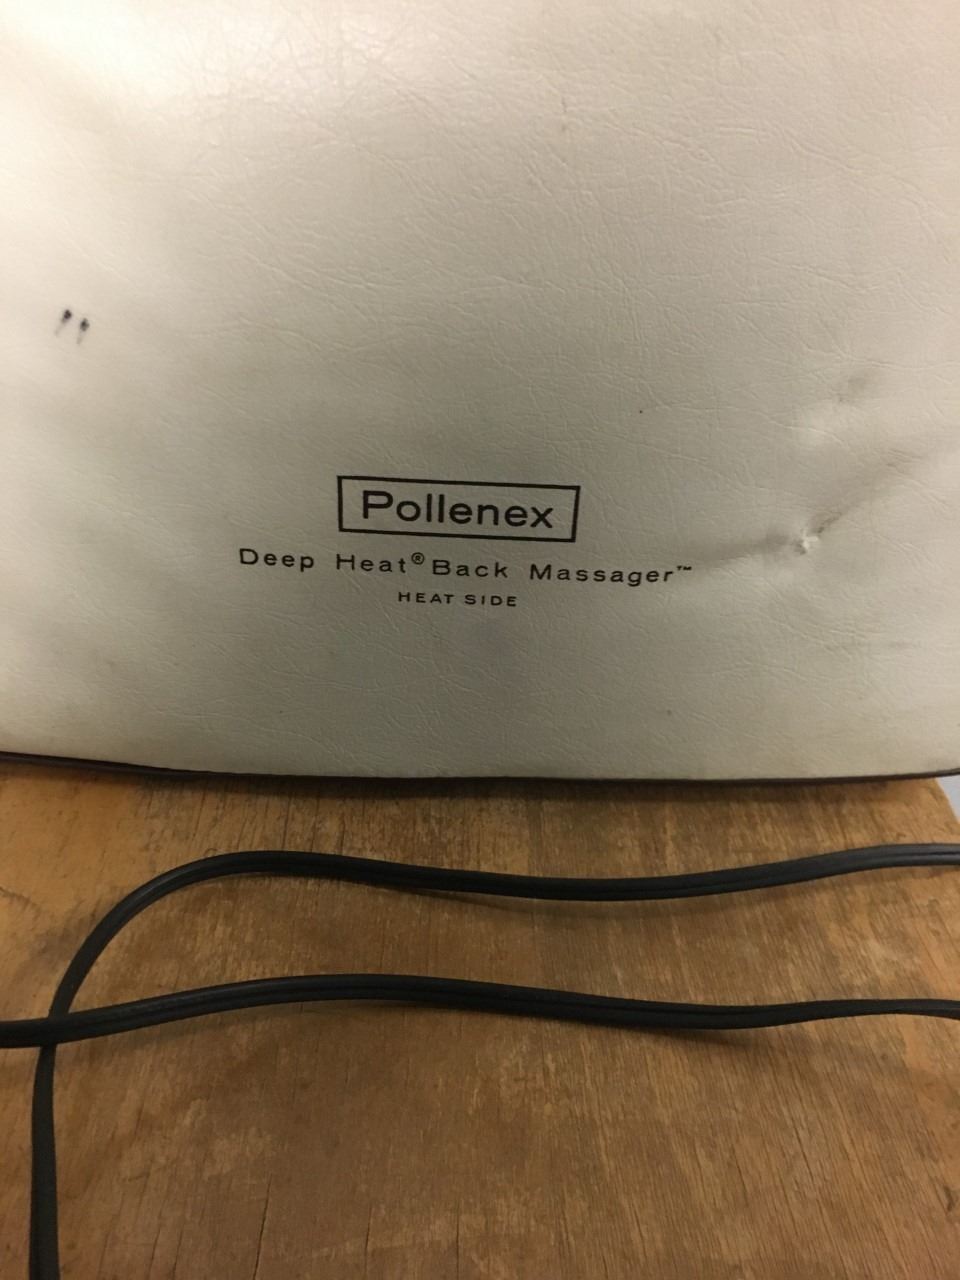 Pollenex
Deep Heat® Back Massager™
HEAT SIDE